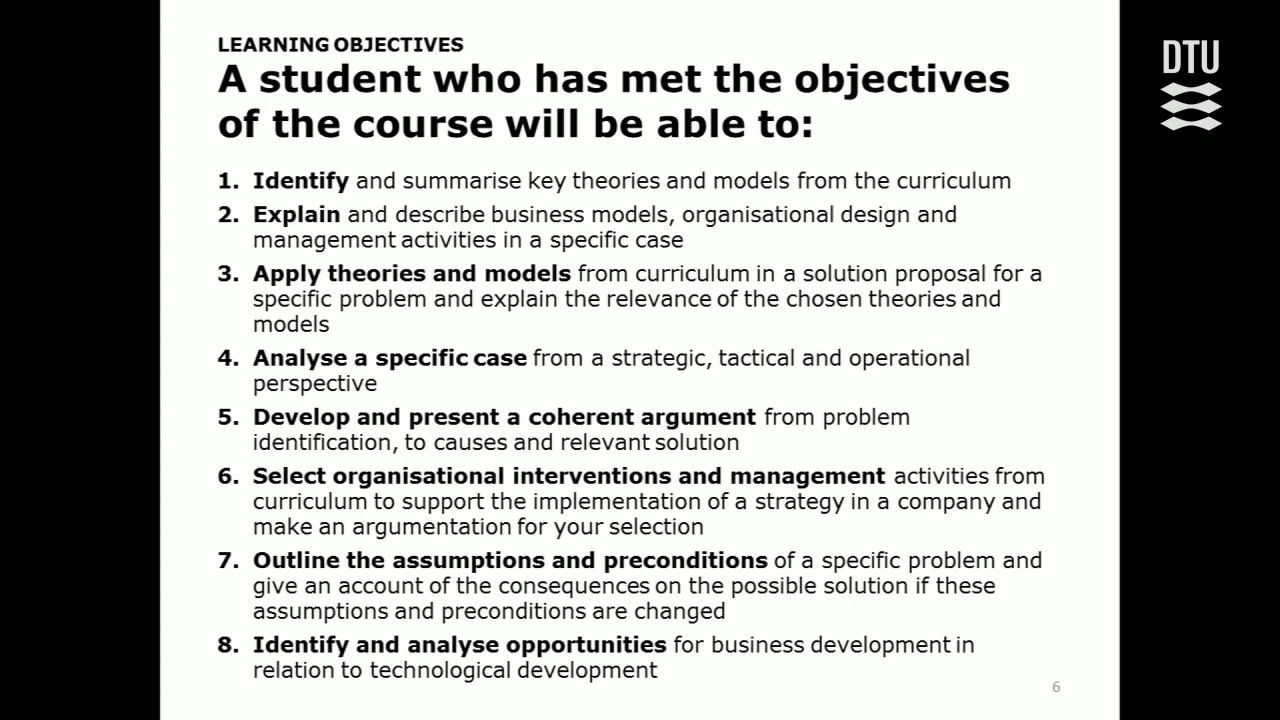 LEARNING OBJECTIVES
A student who has met the objectives
of the course will be able to:
1. Identify and summarise key theories and models from the curriculum
2. Explain and describe business models, organisational design and
management activities in a specific case
3. Apply theories and models from curriculum in a solution proposal for a
specific problem and explain the relevance of the chosen theories and
models
4. Analyse a specific case from a strategic, tactical and operational
perspective
5. Develop and present a coherent argument from problem
identification, to causes and relevant solution
6. Select organisational interventions and management activities from
curriculum to support the implementation of a strategy in a company and
make an argumentation for your selection
7. Outline the assumptions and preconditions of a specific problem and
give an account of the consequences on the possible solution if these
assumptions and preconditions are changed
8. Identify and analyse opportunities for business development in
relation to technological development
6
DTU